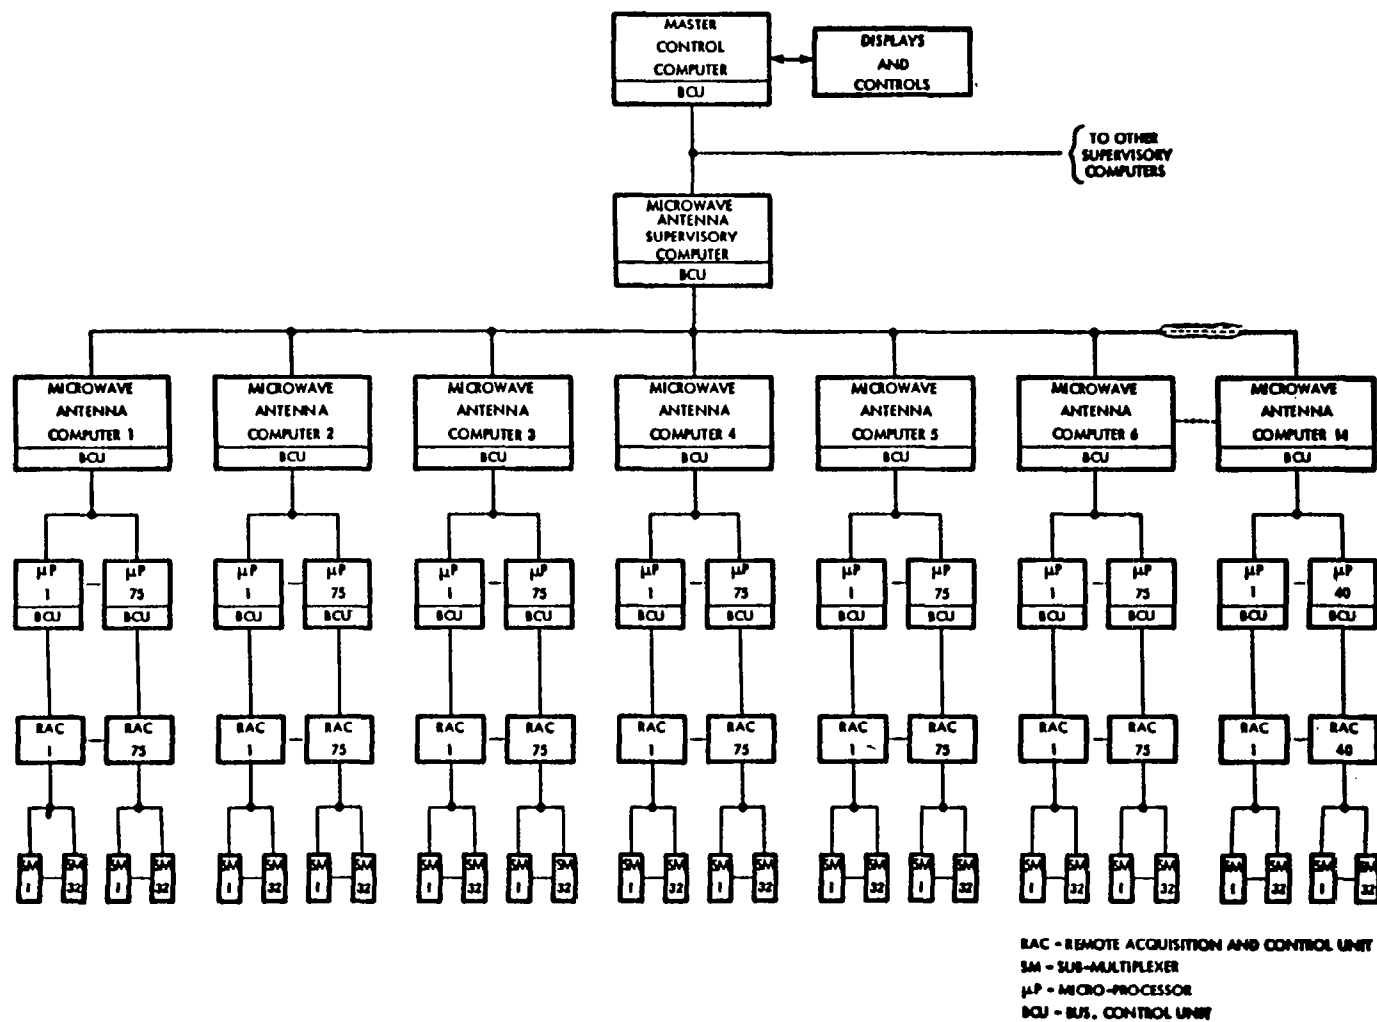 MASTER
CONTROL
COMPUTER
BCU
DISPLAYS
AND
CONTROLS
TO OTHER
SUPERVISORY
COMPUTERS
MICROWAVE
ANTENNA
SUPERVISORY
COMPUTER
BCU
MICROWAVE
ANTENNA
COMPUTER 1
BCU
MICROWAVE
ANTENNA
COMPUTER 2
BCU
MICROWAVE
ANTENNA
COMPUTER 3
BCU
MICROWAVE
ANTENNA
COMPUTER 4
BCU
MICROWAVE
ANTENNA
COMPUTER 5
BCU
MICROWAVE
ANTENNA
COMPUTER 6
BCU
MICROWAVE
ANTENNA
COMPUTER
BCU
μP
1
BCU
μP
75
BCU
μP
1
BCU
μP
75
BCU
μP
1
BCU
μP
75
BCU
μP
1
BCU
μP
75
BCU
μP
1
BCU
μP
75
BCU
μP
1
BCU
μP
75
BCU
μP
1
BCU
μP
40
BCU
RAC
1
RAC
75
RAC
1
RAC
75
RAC
1
RAC
75
RAC
1
RAC
75
RAC
1
RAC
75
RAC
1
RAC
75
RAC
1
RAC
40
SM
1
SM
32
SM
1
SM
32
SM
1
SM
32
SM
1
SM
32
SM
1
SM
32
SM
1
SM
32
SM
1
SM
32
SM
1
SM
32
SM
1
SM
32
SM
1
SM
32
SM
1
SM
32
SM
1
SM
32
SM
1
SM
32
SM
1
SM
32
RAC - REMOTE ACQUISITION AND CONTROL UNIT
SM - SUB-MULTIPLEXER
μP - MICRO-PROCESSOR
BCU - BUS, CONTROL UNIT